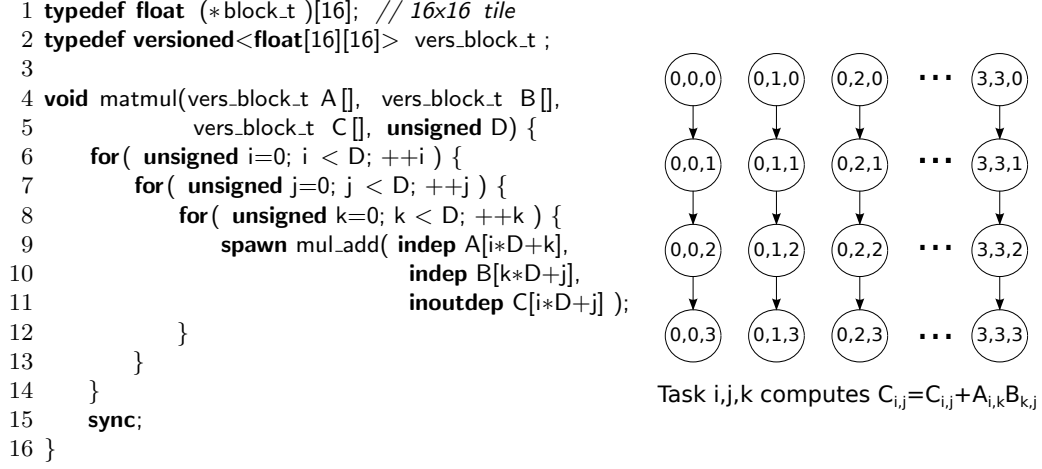 1 typedef float (*block_t )[16]; // 16x16 tile
2 typedef versioned<float[16][16]> vers_block_t ;
3
4 void matmul(vers_block_t A[], vers_block_t B[],
5 vers_block_t C[], unsigned D) {
6 for( unsigned i=0; i < D; ++i ) {
7 for( unsigned j=0; j < D; ++j ) {
8 for( unsigned k=0; k < D; ++k ) {
9 spawn mul_add( indep A[i*D+k],
10 indep B[k*D+j],
11 inoutdep C[i*D+j] );
12 }
13 }
14 }
15 sync;
16 }
0,0,0 0,1,0 0,2,0 ... 3,3,0
0,0,1 0,1,1 0,2,1 ... 3,3,1
0,0,2 0,1,2 0,2,2 ... 3,3,2
0,0,3 0,1,3 0,2,3 ... 3,3,3
Task i,j,k computes C_{i,j}=C_{i,j}+A_{i,k}B_{k,j}